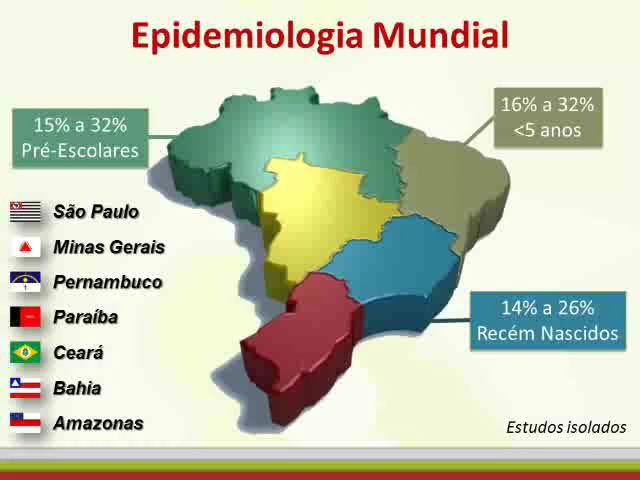 Epidemiologia Mundial
15% a 32%
Pré-Escolares
16% a 32%
<5 anos
São Paulo
Minas Gerais
Pernambuco
Paraíba
Ceará
Bahia
Amazonas
14% a 26%
Recém Nascidos
Estudos isolados